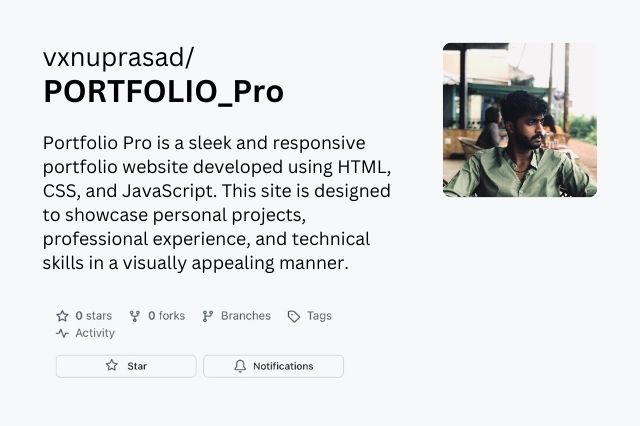 vxnuprasad/
PORTFOLIO_Pro
Portfolio Pro is a sleek and responsive
portfolio website developed using HTML,
CSS, and JavaScript. This site is designed
to showcase personal projects,
professional experience, and technical
skills in a visually appealing manner.
0 stars 0 forks Branches Tags
Activity
Star Notifications